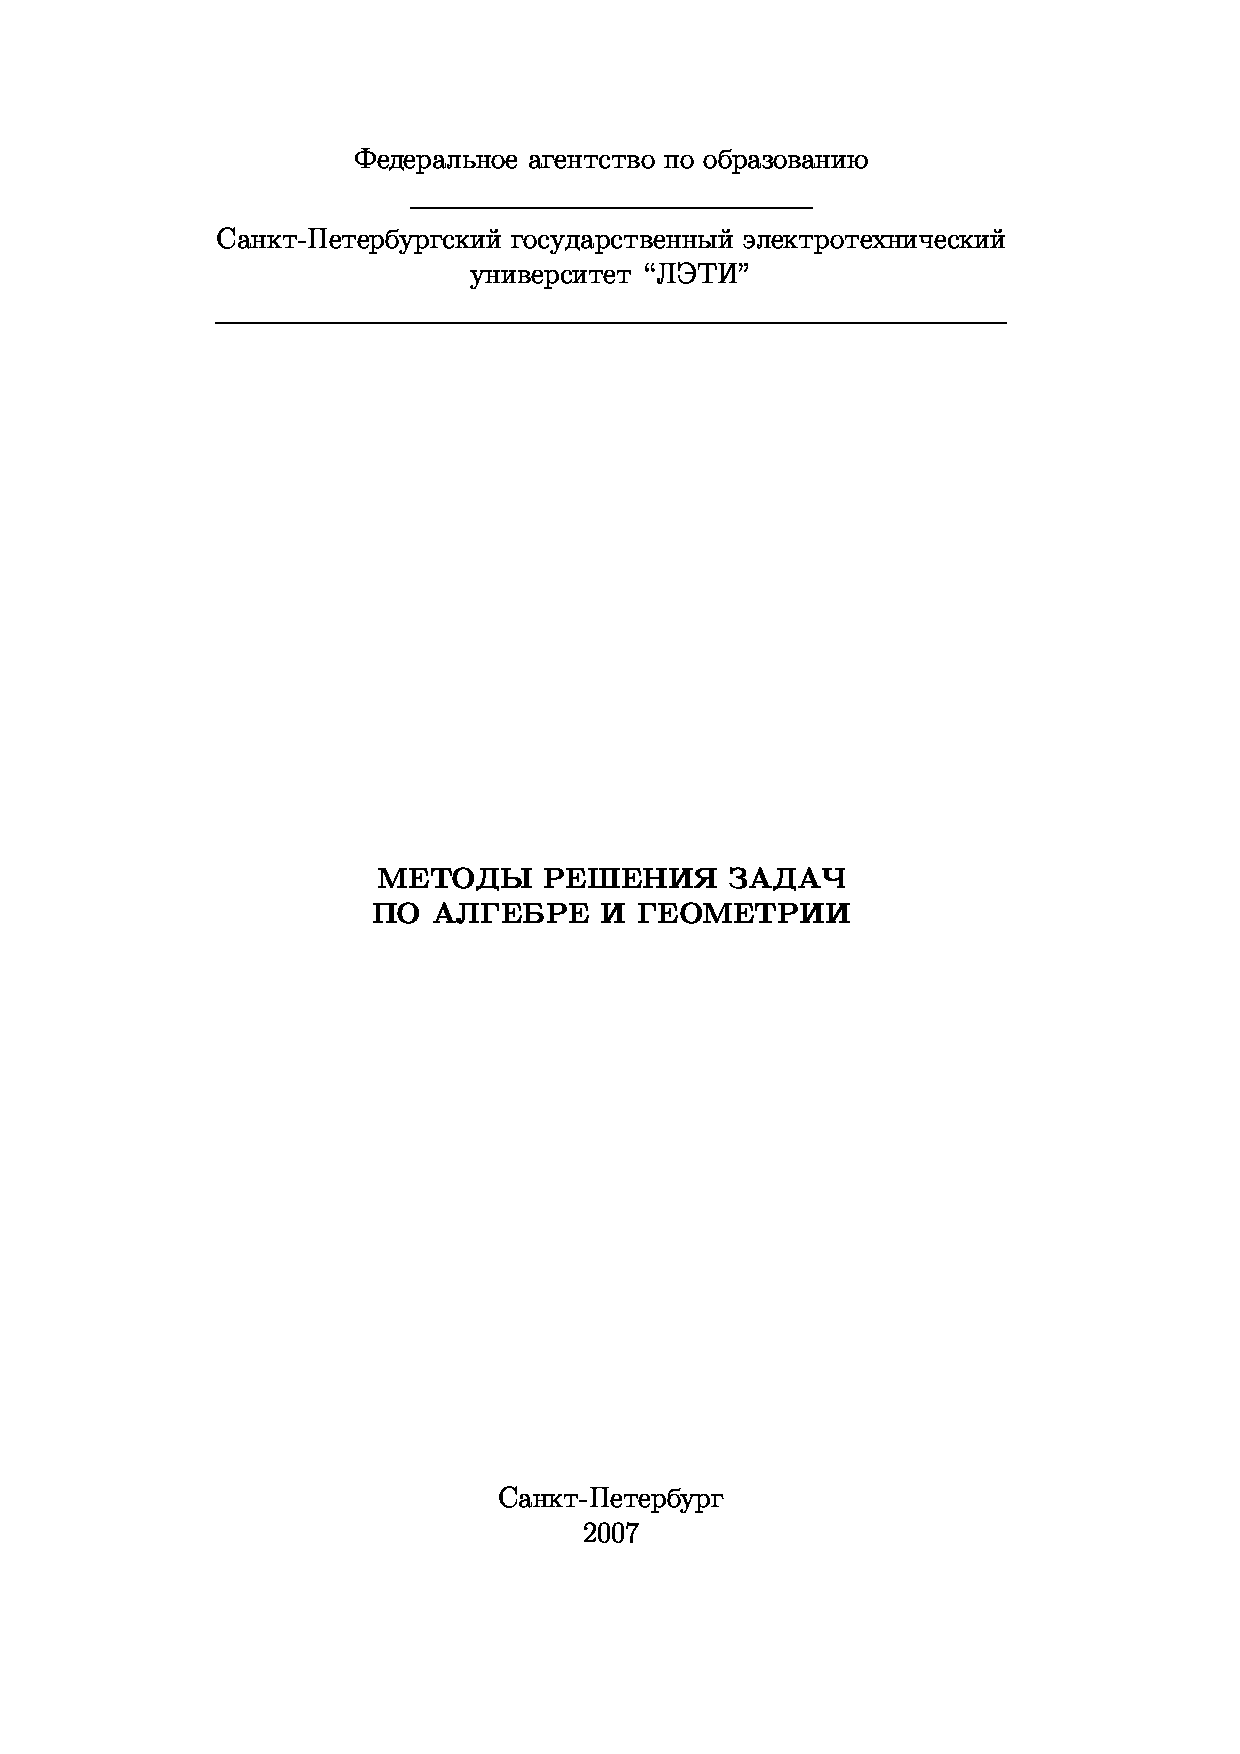 Федеральное агентство по образованию
Санкт-Петербургский государственный электротехнический
университет “ЛЭТИ”
МЕТОДЫ РЕШЕНИЯ ЗАДАЧ
ПО АЛГЕБРЕ И ГЕОМЕТРИИ
Санкт-Петербург
2007